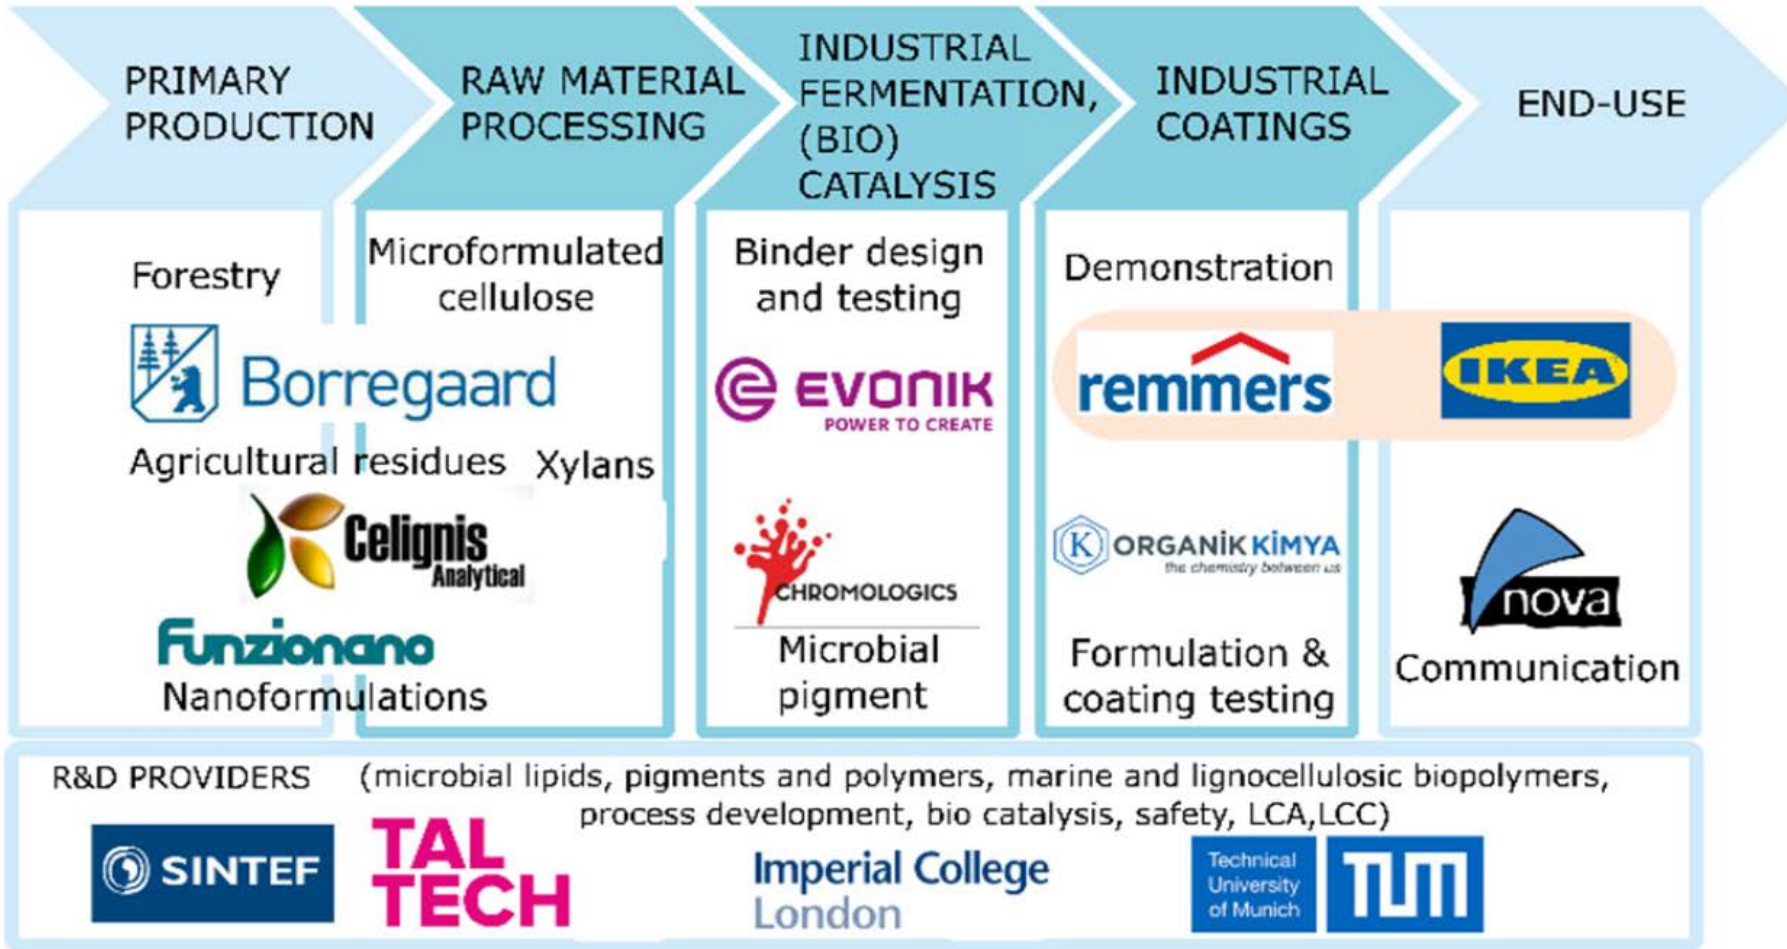 PRIMARY
PRODUCTION
RAW MATERIAL
PROCESSING
INDUSTRIAL
FERMENTATION,
(BIO)
CATALYSIS
INDUSTRIAL
COATINGS
END-USE
Forestry
Microformulated
cellulose
Borregaard
Agricultural residues
Xylans
Celignis
Analytical
Funzionano
Nanoformulations
Binder design
and testing
EVONIK
POWER TO CREATE
CHROMOLOGICS
Microbial
pigment
Demonstration
remmers
K ORGANİK KİMYA
the chemistry between us
Formulation &
coating testing
IKEA
nova
Communication
R&D PROVIDERS (microbial lipids, pigments and polymers, marine and lignocellulosic biopolymers,
process development, bio catalysis, safety, LCA,LCC)
SINTEF
TAL
TECH
Imperial College
London
Technical
University
of Munich
TUM